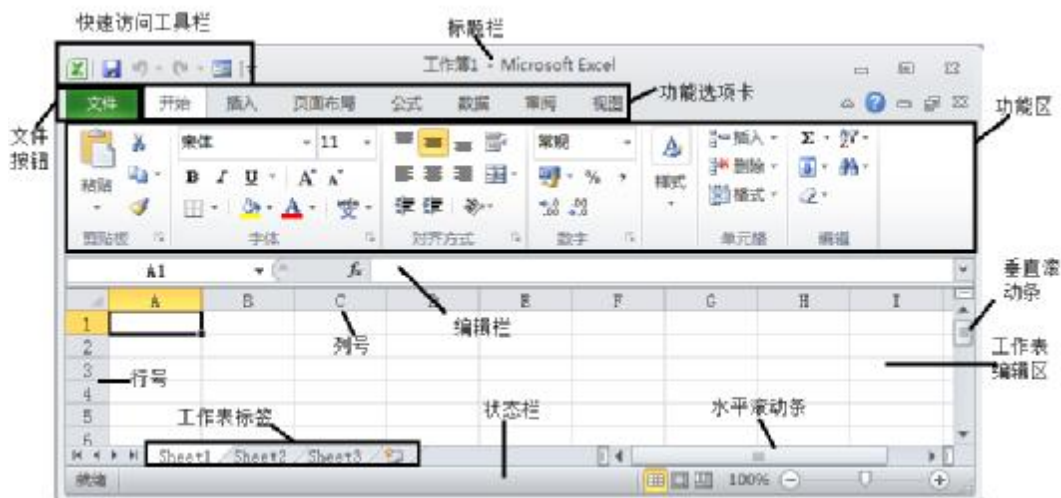 快速访问工具栏
标题栏
工作簿1 - Microsoft Excel
文件 开始 插入 页面布局 公式 数据 审阅 视图
功能选项卡
功能区
文件
按钮
宋体 11 常规
插入 Σ
粘贴 B I U A A % , A 样式 删除
A 变 格式
剪贴板 字体 对齐方式 数字 单元格 编辑
A1 fx
垂直滚
动条
A B C D E F G H I
1
编辑栏
2
列号
工作表
编辑区
3
行号
4
5
工作表标签
状态栏
水平滚动条
6
Sheet1 Sheet2 Sheet3
就绪 100%